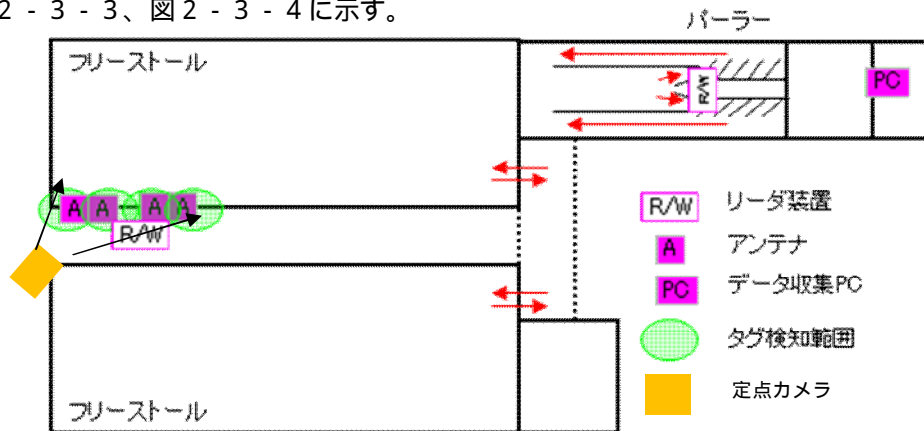 ２‐３‐３、図２‐３‐４に示す。
パーラー
フリーストール
R/W
PC
A A A A
R/W
R/W リーダ装置
A アンテナ
PC データ収集PC
タグ検知範囲
定点カメラ
フリーストール